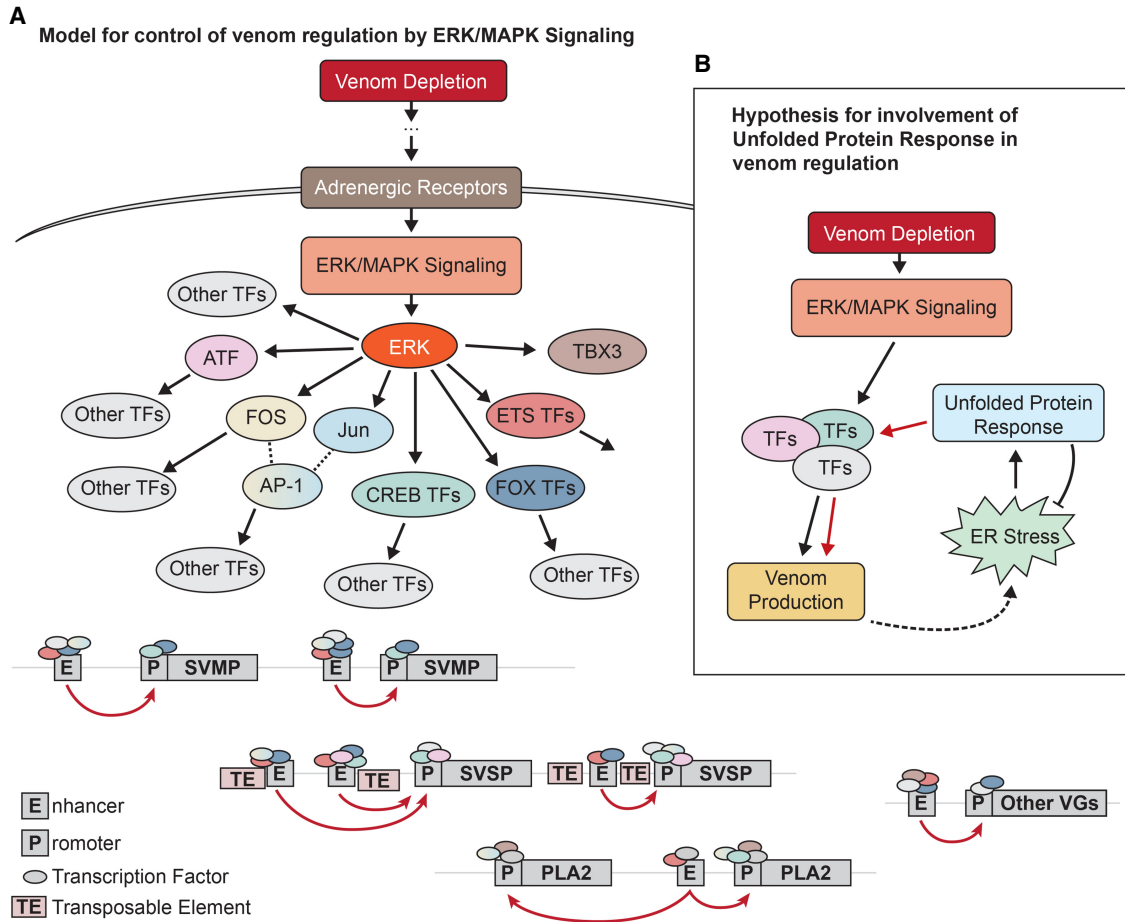 A
Model for control of venom regulation by ERK/MAPK Signaling
Venom Depletion
...
Adrenergic Receptors
ERK/MAPK Signaling
Other TFs
ERK
TBX3
ATF
Other TFs
FOS
Jun
ETS TFs
Other TFs
AP-1
CREB TFs
FOX TFs
Other TFs
Other TFs
Other TFs
B
Hypothesis for involvement of
Unfolded Protein Response in
venom regulation
Venom Depletion
ERK/MAPK Signaling
Unfolded Protein
Response
TFs
TFs
TFs
ER Stress
Venom
Production
E
P
SVMP
E
P
SVMP
TE
E
E
TE
P
SVSP
TE
E
TE
P
SVSP
E
P
Other VGs
P
PLA2
E
P
PLA2
E nhancer
P romoter
Transcription Factor
TE Transposable Element